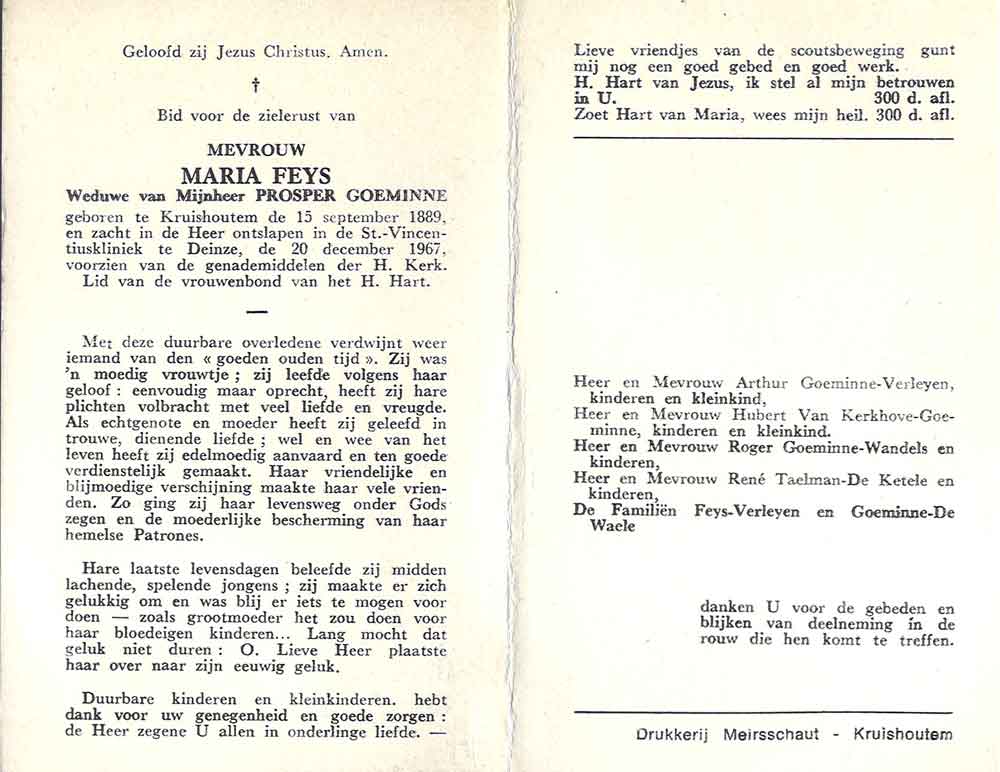 Geloofd zij Jezus Christus. Amen.
†
Bid voor de zielerust van
MEVROUW
MARIA FEYS
Weduwe van Mijnheer PROSPER GOEMINNE
geboren te Kruishoutem de 15 september 1889,
en zacht in de Heer ontslapen in de St.-Vincen-
tiuskliniek te Deinze, de 20 december 1967,
voorzien van de genademiddelen der H. Kerk.
Lid van de vrouwenbond van het H. Hart.
—
Met deze duurbare overledene verdwijnt weer
iemand van den « goeden ouden tijd ». Zij was
'n moedig vrouwtje ; zij leefde volgens haar
geloof : eenvoudig maar oprecht, heeft zij hare
plichten volbracht met veel liefde en vreugde.
Als echtgenote en moeder heeft zij geleefd in
trouwe, dienende liefde ; wel en wee van het
leven heeft zij edelmoedig aanvaard en ten goede
verdienstelijk gemaakt. Haar vriendelijke en
blijmoedige verschijning maakte haar vele vrien-
den. Zo ging zij haar levensweg onder Gods
zegen en de moederlijke bescherming van haar
hemelse Patrones.
Hare laatste levensdagen beleefde zij midden
lachende, spelende jongens ; zij maakte er zich
gelukkig om en was blij er iets te mogen voor
doen — zoals grootmoeder het zou doen voor
haar bloedeigen kinderen... Lang mocht dat
geluk niet duren : O. Lieve Heer plaatste
haar over naar zijn eeuwig geluk.
Duurbare kinderen en kleinkinderen. hebt
dank voor uw genegenheid en goede zorgen :
de Heer zegene U allen in onderlinge liefde. —
Lieve vriendjes van de scoutsbeweging gunt
mij nog een goed gebed en goed werk.
H. Hart van Jezus, ik stel al mijn betrouwen
in U. 300 d. afl.
Zoet Hart van Maria, wees mijn heil. 300 d. afl.
Heer en Mevrouw Arthur Goeminne-Verleyen,
kinderen en kleinkind,
Heer en Mevrouw Hubert Van Kerkhove-Goe-
minne, kinderen en kleinkind.
Heer en Mevrouw Roger Goeminne-Wandels en
kinderen,
Heer en Mevrouw René Taelman-De Ketele en
kinderen,
De Familiën Feys-Verleyen en Goeminne-De
Waele
danken U voor de gebeden en
blijken van deelneming in de
rouw die hen komt te treffen.
Drukkerij Meirsschaut - Kruishoutem